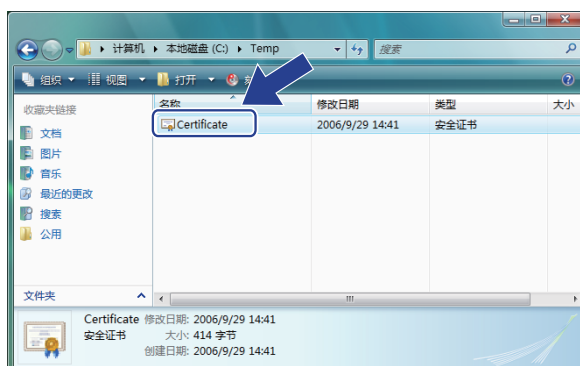 计算机 本地磁盘 (C:) Temp 搜索
组织 视图 打开
收藏夹链接 名称 修改日期 类型 大小
Certificate 2006/9/29 14:41 安全证书
文档
图片
音乐
最近的更改
搜索
公用
文件夹
Certificate 修改日期: 2006/9/29 14:41
安全证书 大小: 414 字节
创建日期: 2006/9/29 14:41